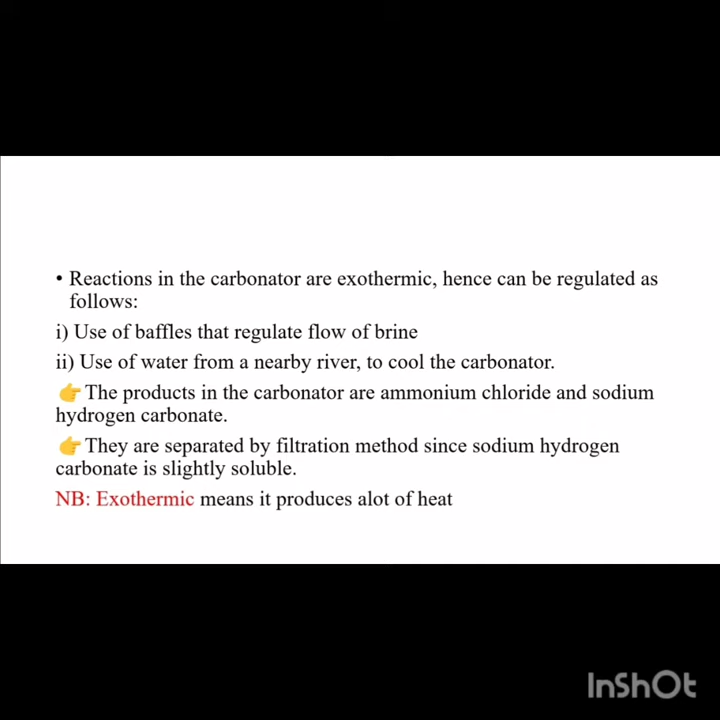 • Reactions in the carbonator are exothermic, hence can be regulated as
follows:
i) Use of baffles that regulate flow of brine
ii) Use of water from a nearby river, to cool the carbonator.
👉The products in the carbonator are ammonium chloride and sodium
hydrogen carbonate.
👉They are separated by filtration method since sodium hydrogen
carbonate is slightly soluble.
NB: Exothermic means it produces alot of heat
InShOt